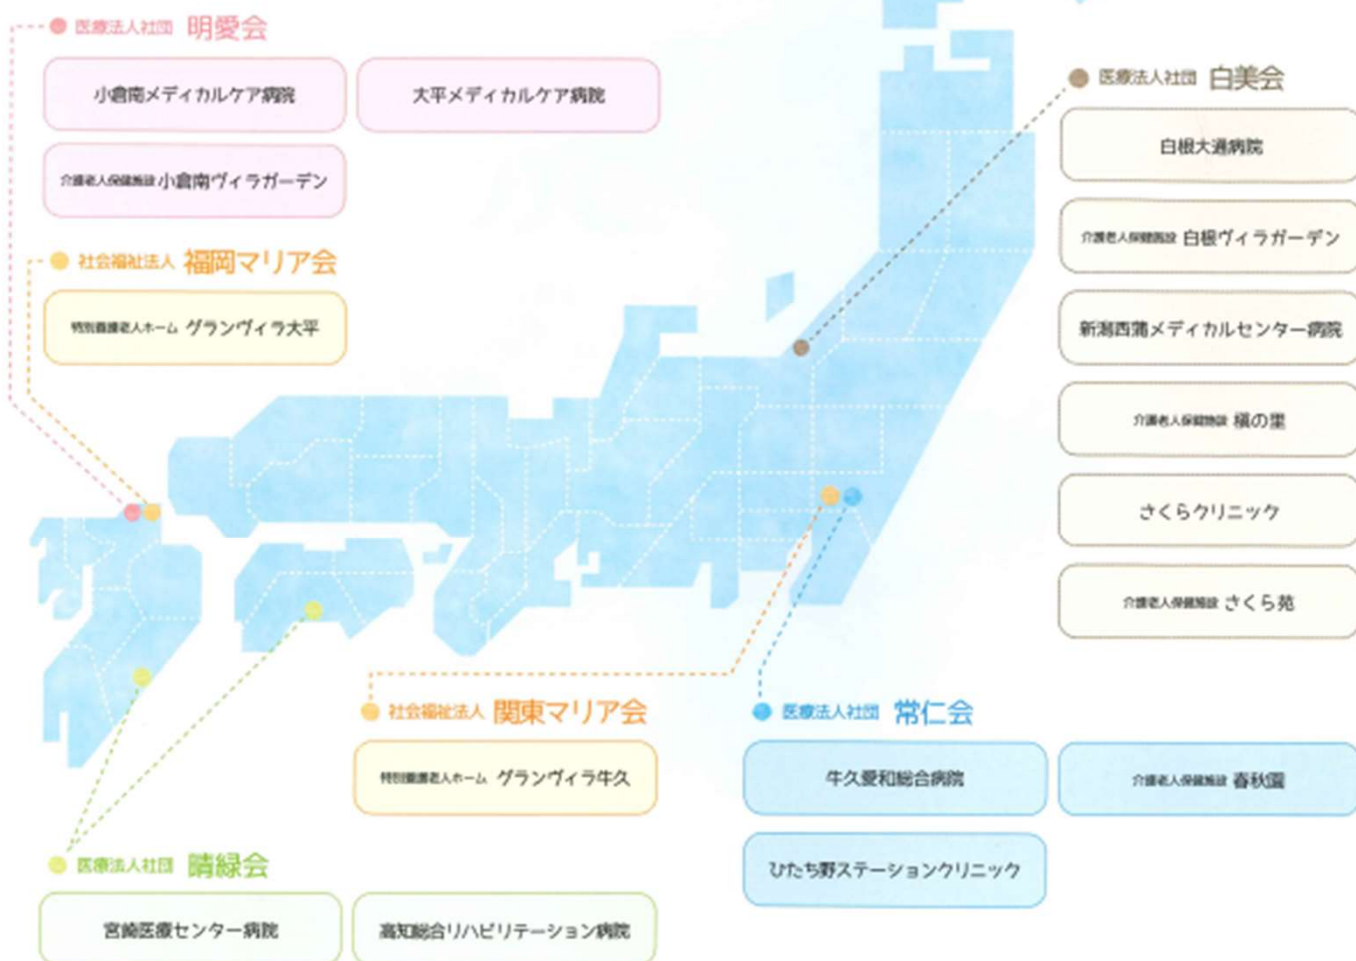 医療法人社団 明愛会
小倉南メディカルケア病院
大平メディカルケア病院
介護老人保健施設 小倉南ヴィラガーデン
社会福祉法人 福岡マリア会
特別養護老人ホーム グランヴィラ大平
医療法人社団 白美会
白根大通病院
介護老人保健施設 白根ヴィラガーデン
新潟西蒲メディカルセンター病院
介護老人保健施設 槇の里
さくらクリニック
介護老人保健施設 さくら苑
社会福祉法人 関東マリア会
特別養護老人ホーム グランヴィラ牛久
医療法人社団 常仁会
牛久愛和総合病院
介護老人保健施設 春秋園
ひたち野ステーションクリニック
医療法人社団 晴緑会
宮崎医療センター病院
高知総合リハビリテーション病院